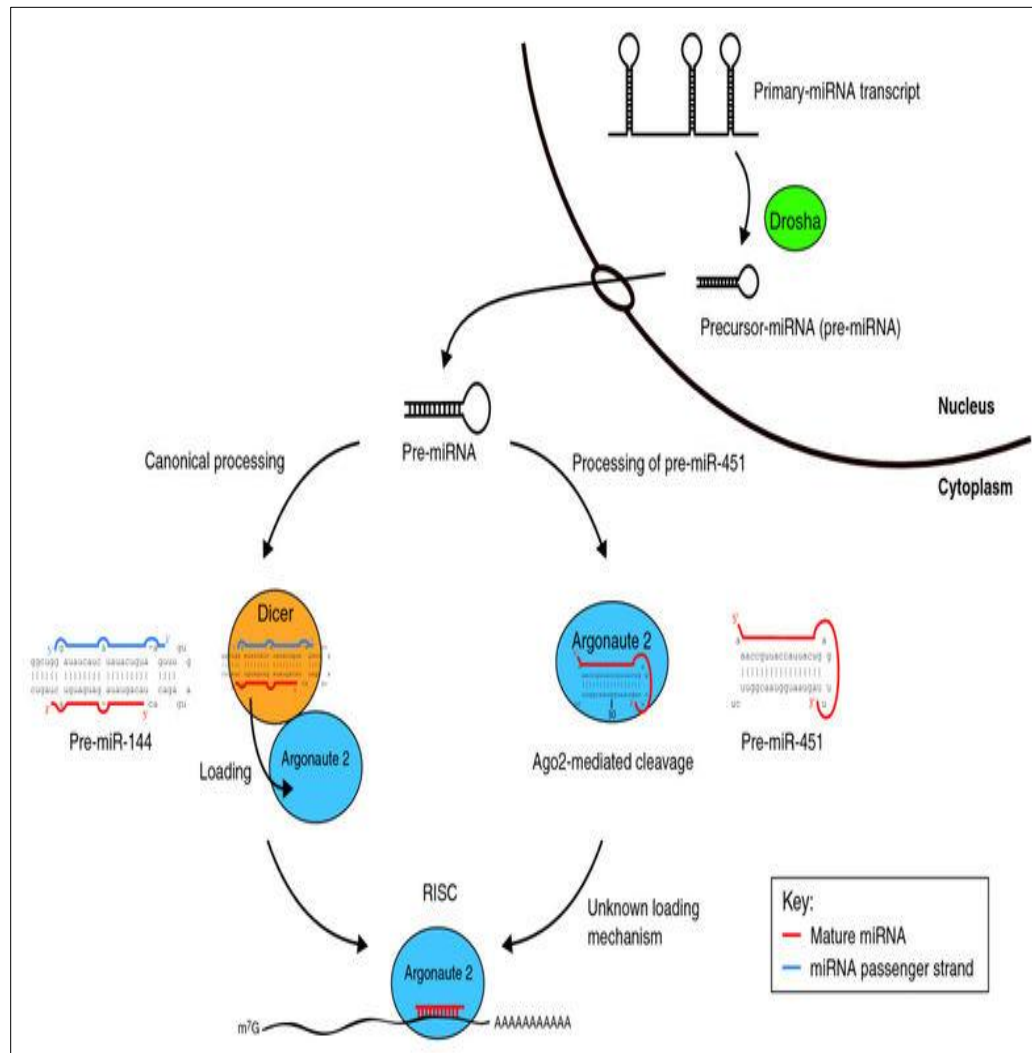 Primary-miRNA transcript
Drosha
Precursor-miRNA (pre-miRNA)
Nucleus
Cytoplasm
Pre-miRNA
Canonical processing
Processing of pre-miR-451
Dicer
Argonaute 2
Pre-miR-144
Loading
Argonaute 2
Ago2-mediated cleavage
Pre-miR-451
RISC
Unknown loading
mechanism
Argonaute 2
m7G
AAAAAAAAAAA
Key:
Mature miRNA
miRNA passenger strand